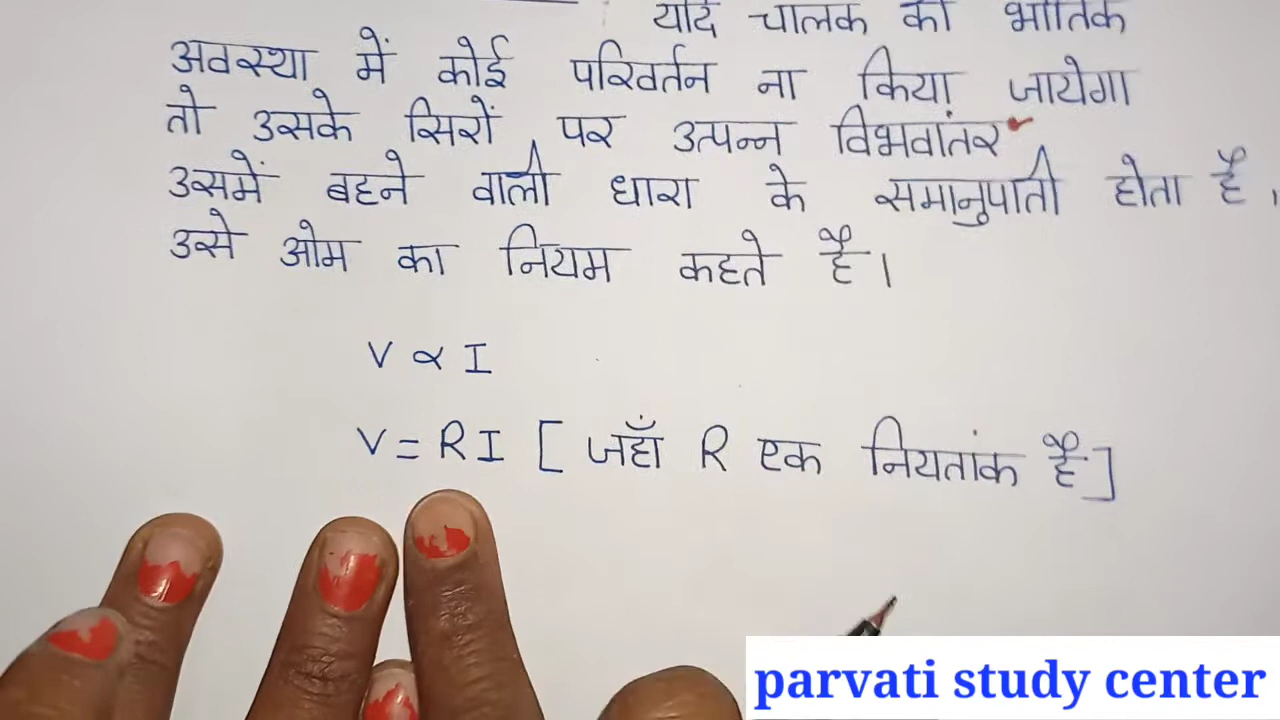 यदि चालक की भौतिक
अवस्था में कोई परिवर्तन ना किया जायेगा
तो उसके सिरों पर उत्पन्न विभवांतर
उसमें बहने वाली धारा के समानुपाती होता है।
उसे ओम का नियम कहते है।
V ∝ I
V = RI [ जहाँ R एक नियतांक है ]
parvati study center